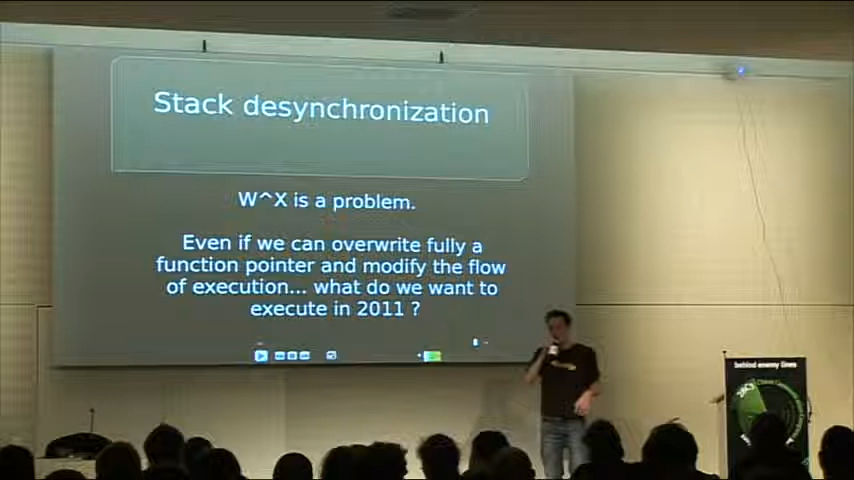 Stack desynchronization
W^X is a problem.
Even if we can overwrite fully a
function pointer and modify the flow
of execution... what do we want to
execute in 2011 ?
behind enemy lines